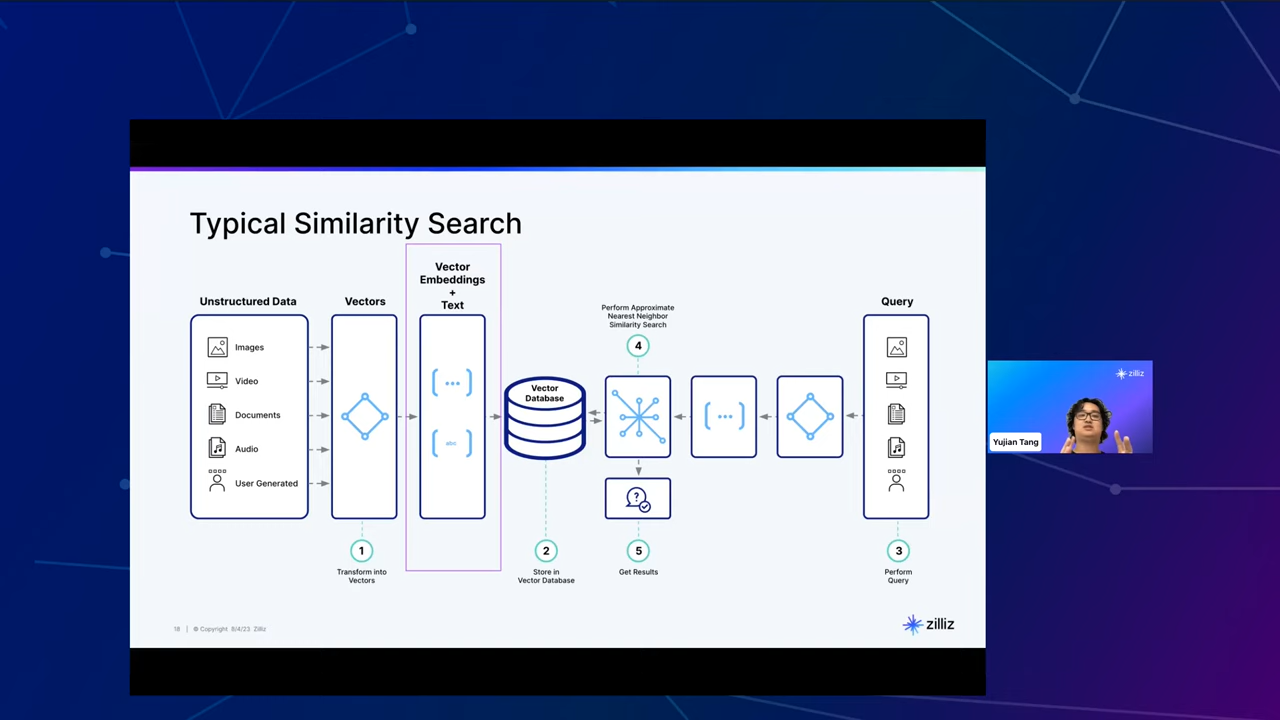 Typical Similarity Search
Unstructured Data
Images
Video
Documents
Audio
User Generated
Vectors
Vector
Embeddings
+
Text
abc
Vector
Database
Perform Approximate
Nearest Neighbor
Similarity Search
4
?
Query
1
Transform into
Vectors
2
Store in
Vector Database
5
Get Results
3
Perform
Query
18 | © Copyright 8/4/23 Zilliz
zilliz
zilliz
Yujian Tang